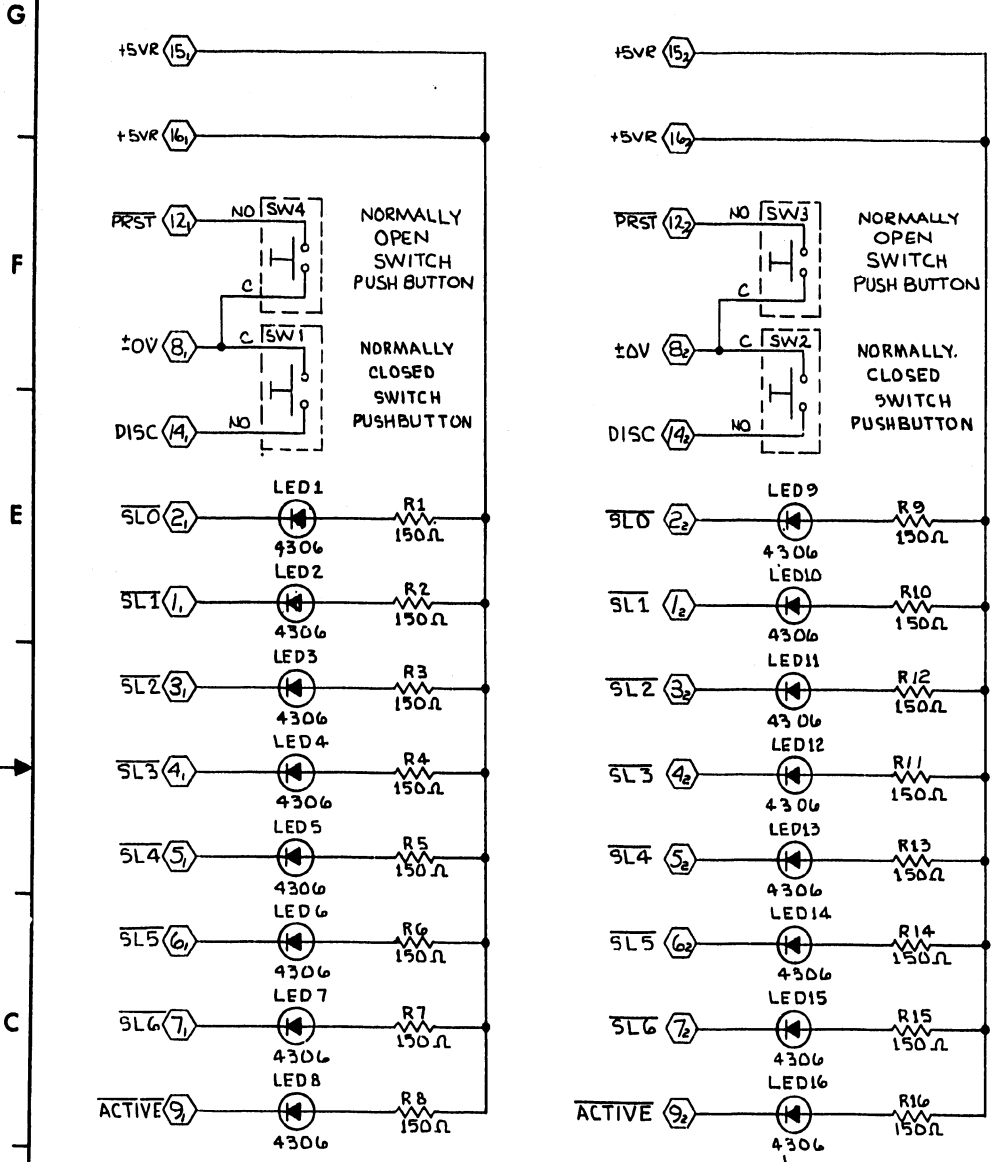 G
+5VR 15₁
+5VR 16₁
PRST 12₁ NO SW4
NORMALLY
OPEN
SWITCH
PUSH BUTTON
C
±0V 8₁ C SW1
NORMALLY
CLOSED
SWITCH
PUSHBUTTON
DISC 14₁ NO
LED1
SL0 2₁ R1
4306 150Ω
LED2
SL1 1₁ R2
4306 150Ω
LED3
SL2 3₁ R3
4306 150Ω
LED4
SL3 4₁ R4
4306 150Ω
LED5
SL4 5₁ R5
4306 150Ω
LED6
SL5 6₁ R6
4306 150Ω
LED7
SL6 7₁ R7
4306 150Ω
LED8
ACTIVE 9₁ R8
4306 150Ω
+5VR 15₂
+5VR 16₂
PRST 12₂ NO SW3
NORMALLY
OPEN
SWITCH
PUSH BUTTON
C
±0V 8₂ C SW2
NORMALLY.
CLOSED
SWITCH
PUSHBUTTON
DISC 14₂ NO
LED9
SL0 2₂ R9
4306 150Ω
LED10
SL1 1₂ R10
4306 150Ω
LED11
SL2 3₂ R12
4306 150Ω
LED12
SL3 4₂ R11
4306 150Ω
LED13
SL4 5₂ R13
4306 150Ω
LED14
SL5 6₂ R14
4306 150Ω
LED15
SL6 7₂ R15
4306 150Ω
LED16
ACTIVE 9₂ R16
4306 150Ω
F
E
C